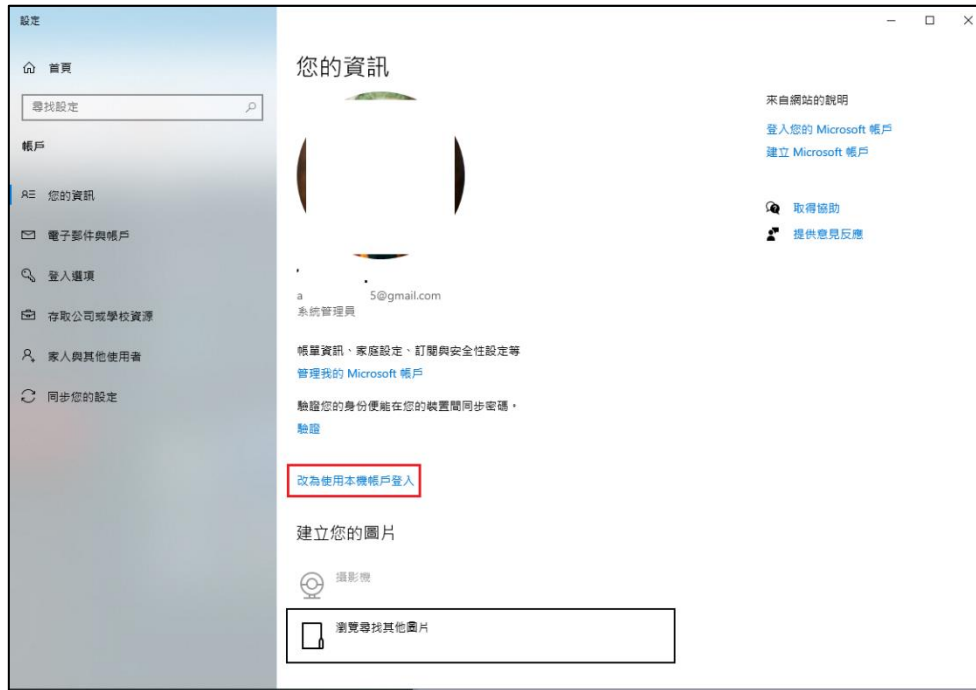 設定
首頁
尋找設定
帳戶
您的資訊
電子郵件與帳戶
登入選項
存取公司或學校資源
家人與其他使用者
同步您的設定
您的資訊
a 5@gmail.com
系統管理員
帳單資訊、家庭設定、訂閱與安全性設定等
管理我的 Microsoft 帳戶
驗證您的身份便能在您的裝置間同步密碼。
驗證
改為使用本機帳戶登入
建立您的圖片
攝影機
瀏覽尋找其他圖片
來自網站的說明
登入您的 Microsoft 帳戶
建立 Microsoft 帳戶
取得協助
提供意見反應